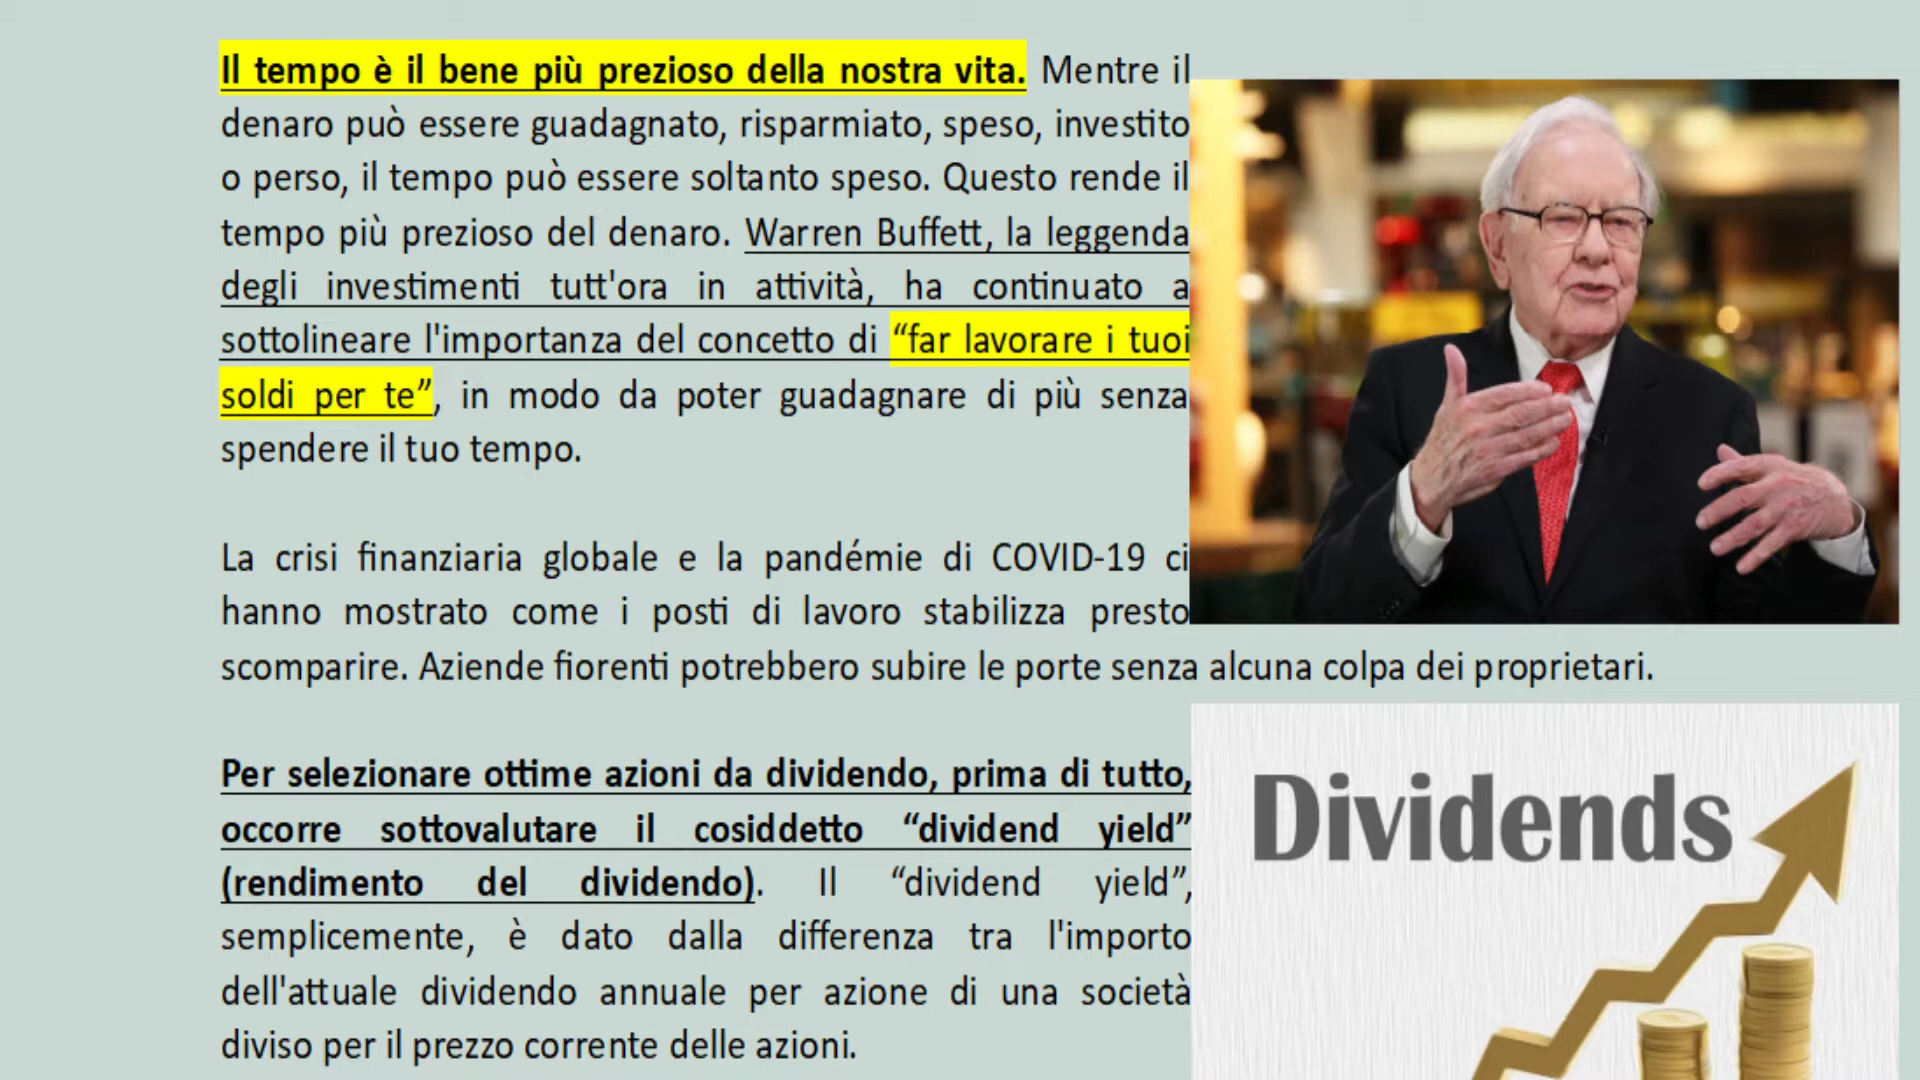 Il tempo è il bene più prezioso della nostra vita. Mentre il
denaro può essere guadagnato, risparmiato, speso, investito
o perso, il tempo può essere soltanto speso. Questo rende il
tempo più prezioso del denaro. Warren Buffett, la leggenda
degli investimenti tutt'ora in attività, ha continuato a
sottolineare l'importanza del concetto di “far lavorare i tuoi
soldi per te”, in modo da poter guadagnare di più senza
spendere il tuo tempo.
La crisi finanziaria globale e la pandémie di COVID-19 ci
hanno mostrato come i posti di lavoro stabilizza presto
scomparire. Aziende fiorenti potrebbero subire le porte senza alcuna colpa dei proprietari.
Per selezionare ottime azioni da dividendo, prima di tutto,
occorre sottovalutare il cosiddetto “dividend yield”
(rendimento del dividendo). Il “dividend yield”,
semplicemente, è dato dalla differenza tra l'importo
dell'attuale dividendo annuale per azione di una società
diviso per il prezzo corrente delle azioni.
Dividends